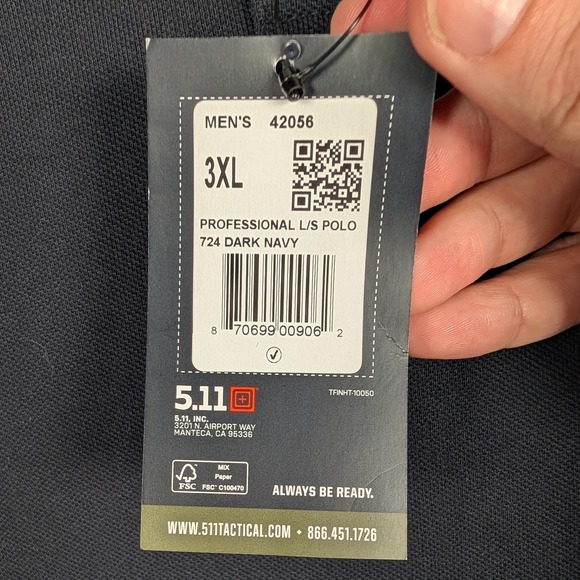 MEN'S 42056
3XL
PROFESSIONAL L/S POLO
724 DARK NAVY
8 70699 00906 2
5.11
TFINHT-10050
5.11, INC.
3201 N. AIRPORT WAY
MANTECA, CA 95336
MIX
Paper
FSC
FSC® C100470
ALWAYS BE READY.
WWW.511TACTICAL.COM • 866.451.1726